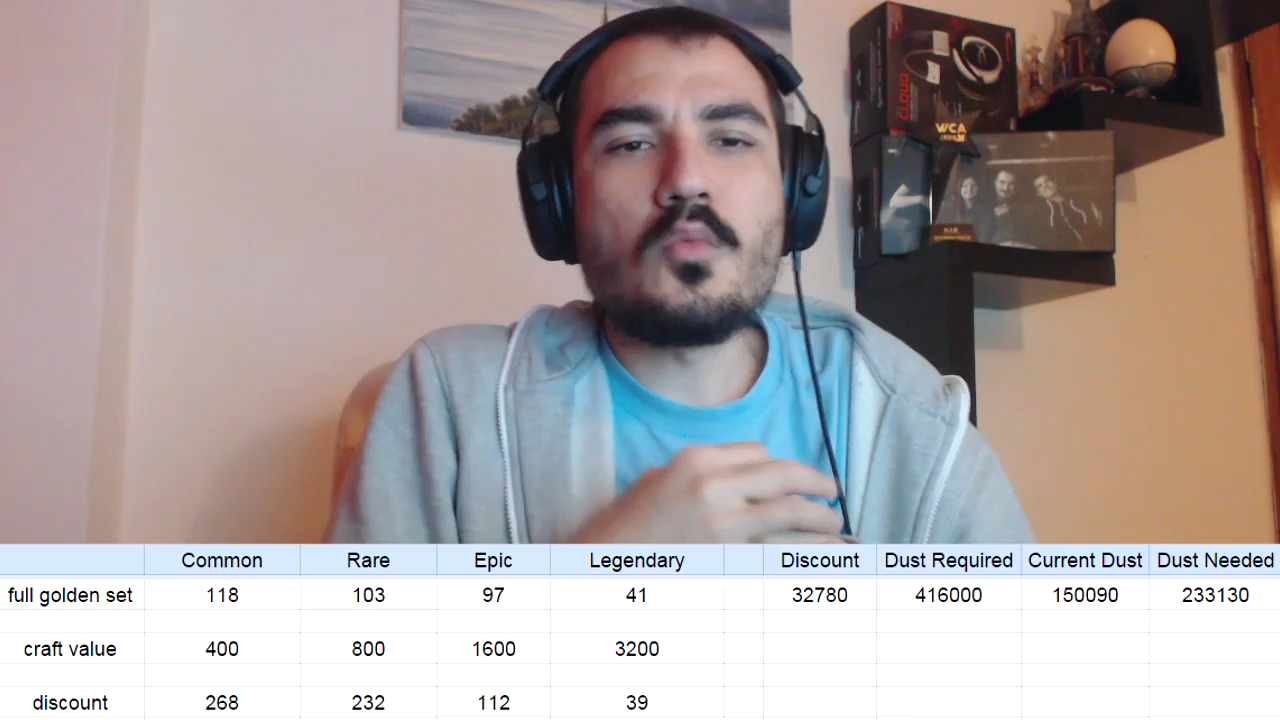 CLOUD
WCA
Common Rare Epic Legendary Discount Dust Required Current Dust Dust Needed
full golden set 118 103 97 41 32780 416000 150090 233130
craft value 400 800 1600 3200
discount 268 232 112 39